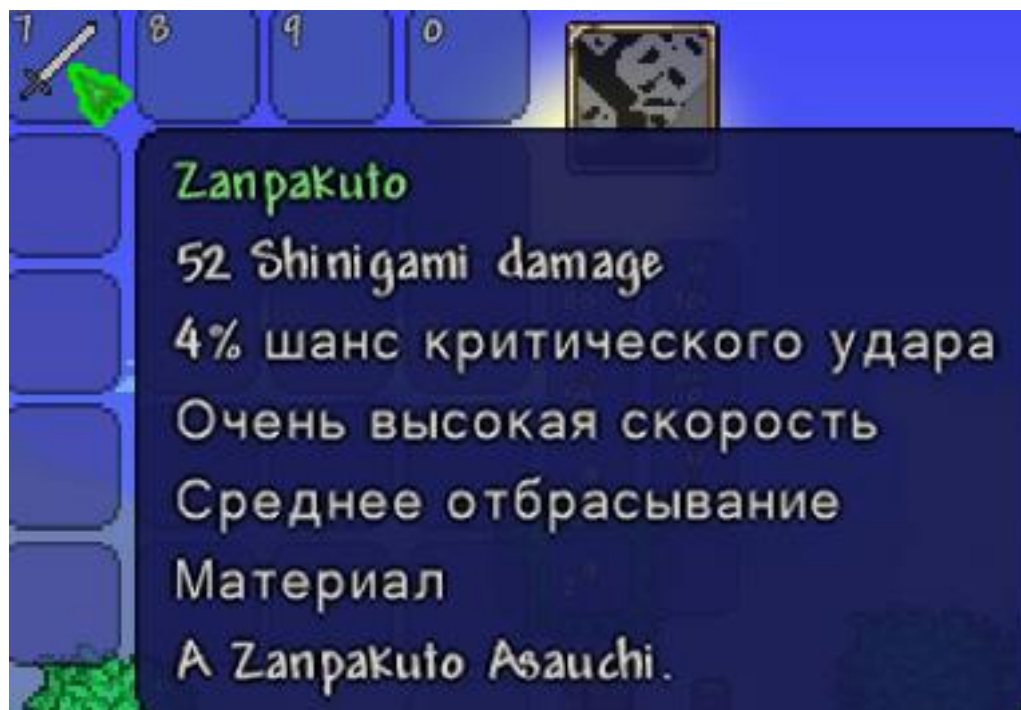 7 8 9 0
Zanpakuto
52 Shinigami damage
4% шанс критического удара
Очень высокая скорость
Среднее отбрасывание
Материал
A Zanpakuto Asauchi.